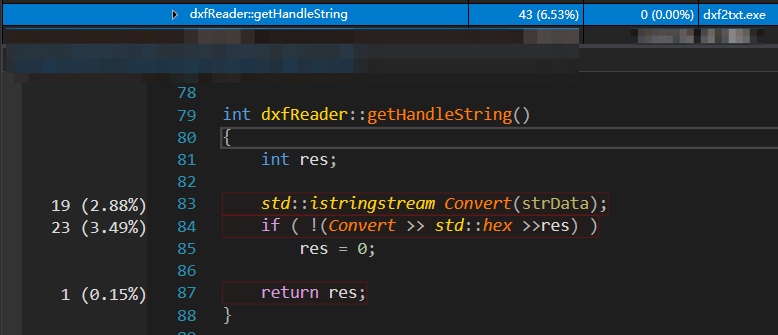 dxfReader::getHandleString 43 (6.53%) 0 (0.00%) dxf2txt.exe
78
79 int dxfReader::getHandleString()
80 {
81 int res;
82
19 (2.88%) 83 std::istringstream Convert(strData);
23 (3.49%) 84 if ( !(Convert >> std::hex >>res) )
85 res = 0;
86
1 (0.15%) 87 return res;
88 }